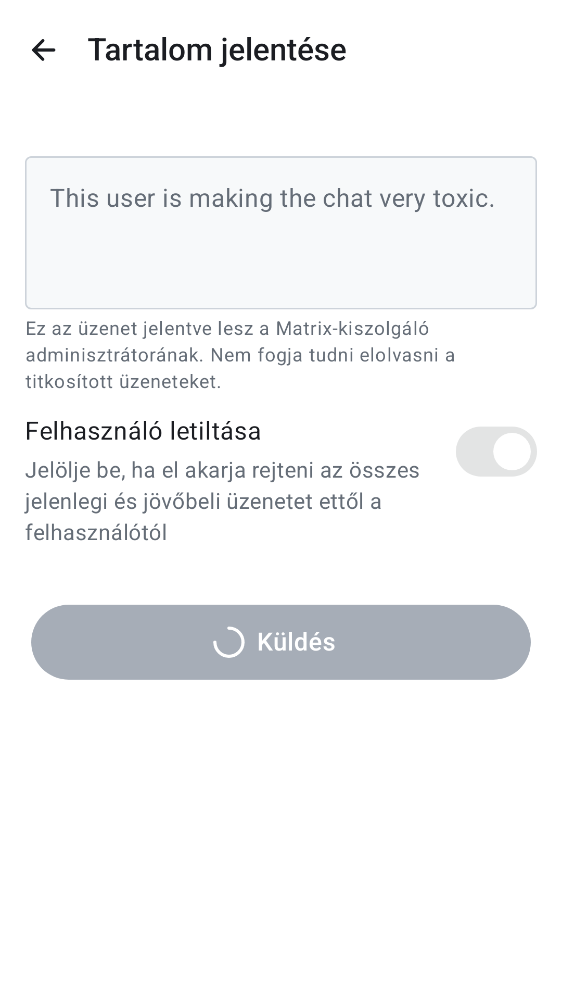 Tartalom jelentése
This user is making the chat very toxic.
Ez az üzenet jelentve lesz a Matrix-kiszolgáló
adminisztrátorának. Nem fogja tudni elolvasni a
titkosított üzeneteket.
Felhasználó letiltása
Jelölje be, ha el akarja rejteni az összes
jelenlegi és jövőbeli üzenetet ettől a
felhasználótól
Küldés